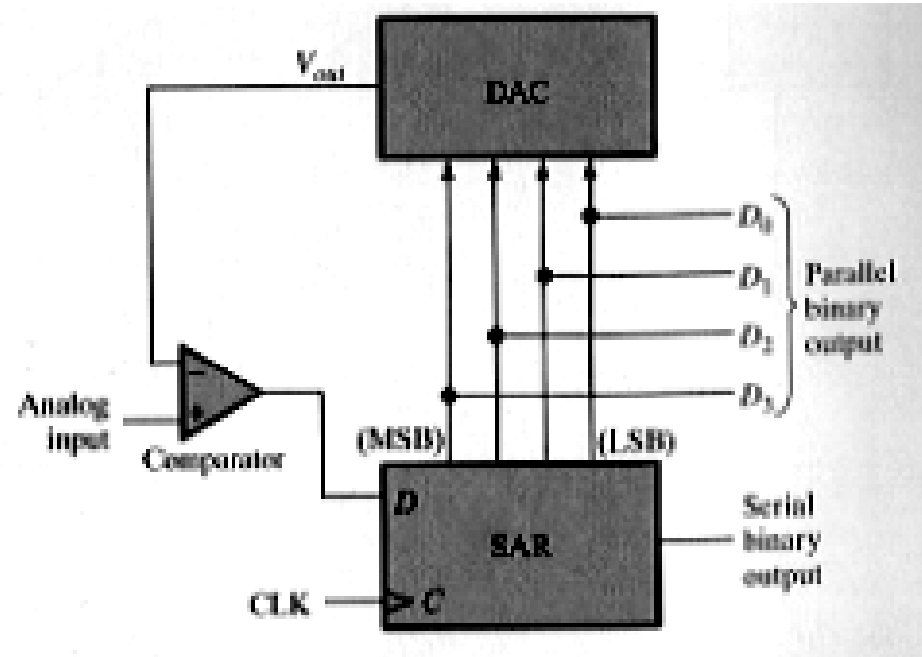 V_out
DAC
D_0
D_1
Parallel
binary
output
D_2
D_3
−
+
Analog
input
Comparator
(MSB)
(LSB)
D
SAR
Serial
binary
output
CLK
C